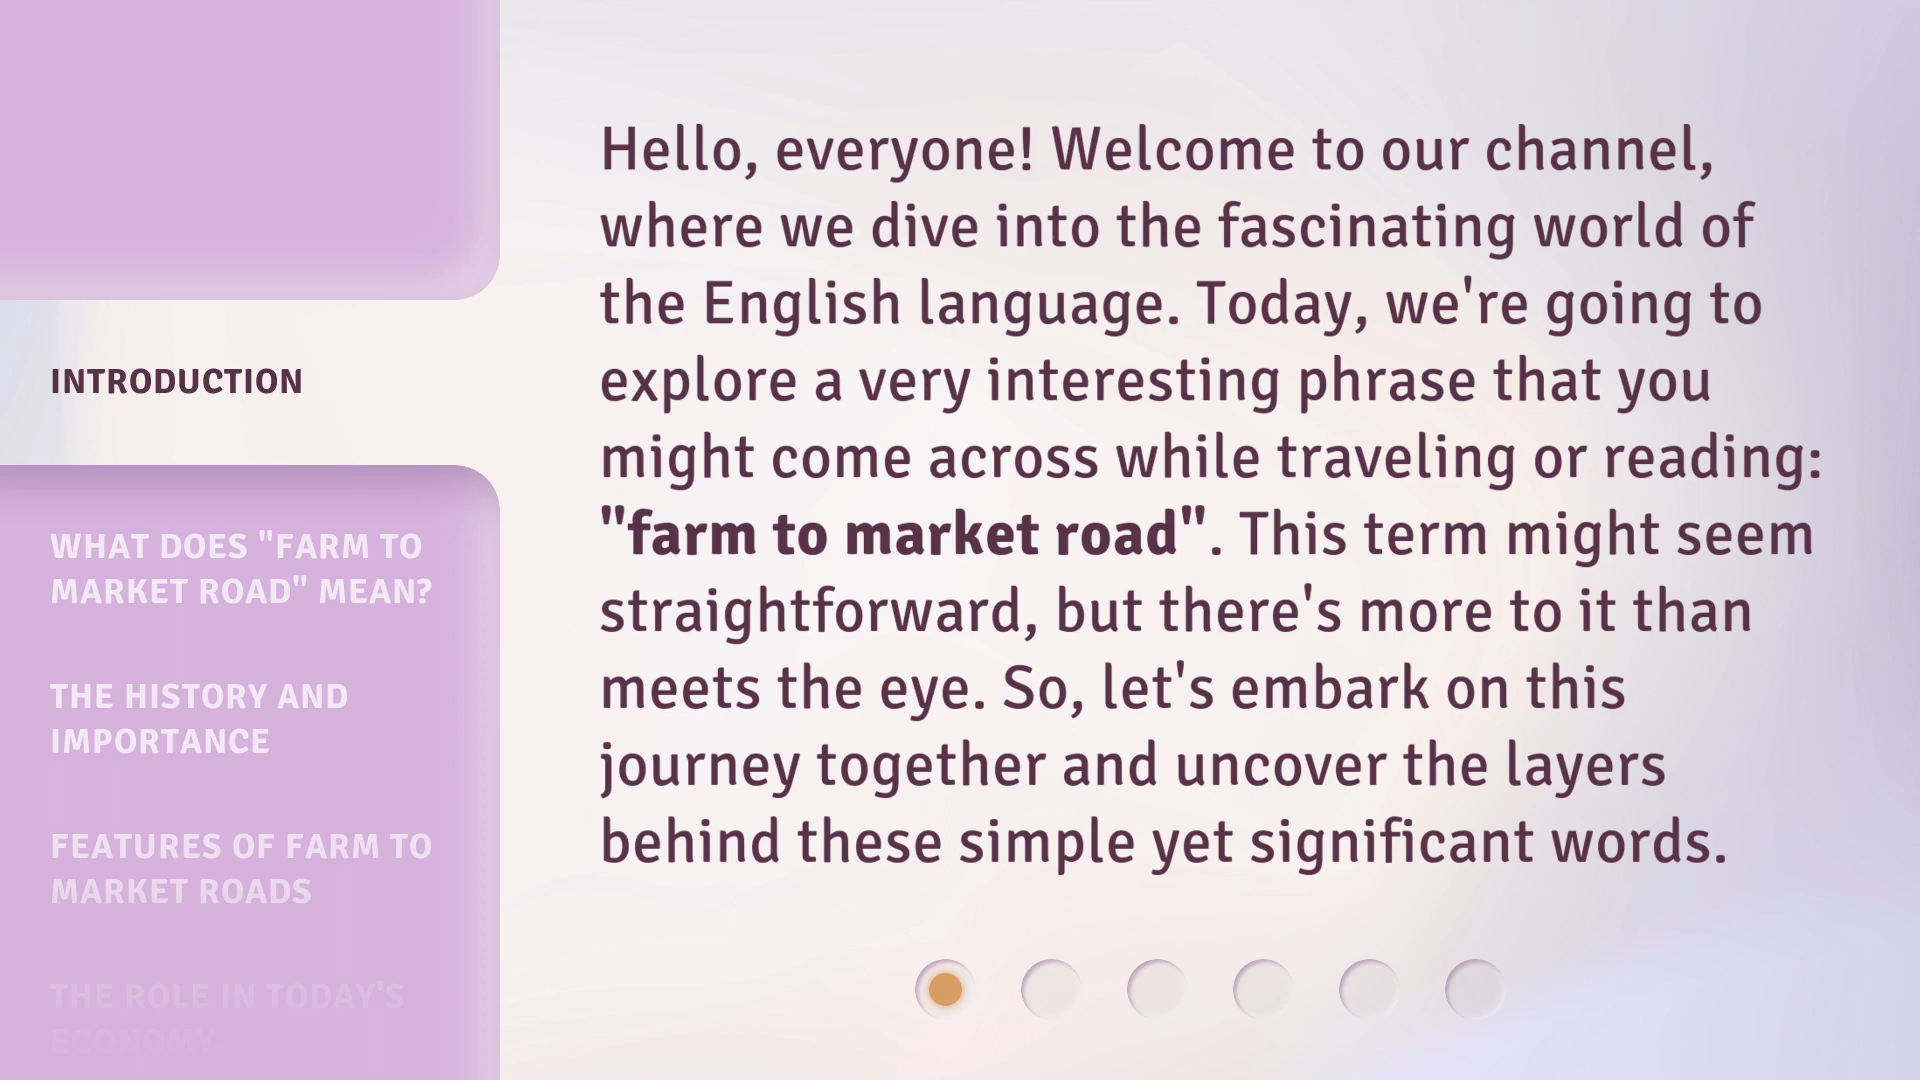 INTRODUCTION
WHAT DOES "FARM TO
MARKET ROAD" MEAN?
THE HISTORY AND
IMPORTANCE
FEATURES OF FARM TO
MARKET ROADS
THE ROLE IN TODAY'S
ECONOMY
Hello, everyone! Welcome to our channel,
where we dive into the fascinating world of
the English language. Today, we're going to
explore a very interesting phrase that you
might come across while traveling or reading:
"farm to market road". This term might seem
straightforward, but there's more to it than
meets the eye. So, let's embark on this
journey together and uncover the layers
behind these simple yet significant words.